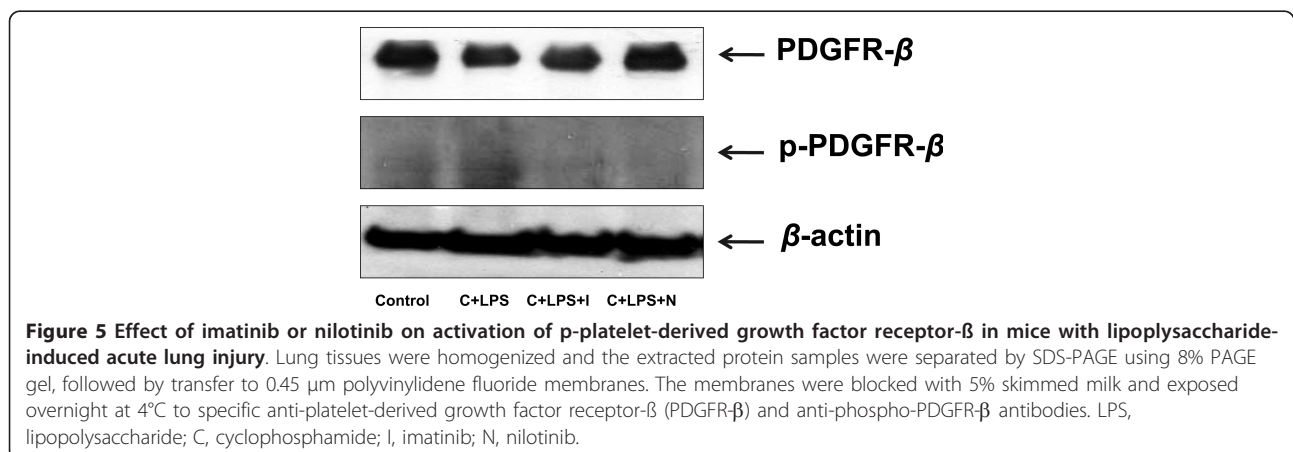 ← PDGFR-β
← p-PDGFR-β
← β-actin
Control C+LPS C+LPS+I C+LPS+N
Figure 5 Effect of imatinib or nilotinib on activation of p-platelet-derived growth factor receptor-ß in mice with lipoplysaccharide-
induced acute lung injury. Lung tissues were homogenized and the extracted protein samples were separated by SDS-PAGE using 8% PAGE
gel, followed by transfer to 0.45 μm polyvinylidene fluoride membranes. The membranes were blocked with 5% skimmed milk and exposed
overnight at 4°C to specific anti-platelet-derived growth factor receptor-ß (PDGFR-β) and anti-phospho-PDGFR-β antibodies. LPS,
lipopolysaccharide; C, cyclophosphamide; I, imatinib; N, nilotinib.